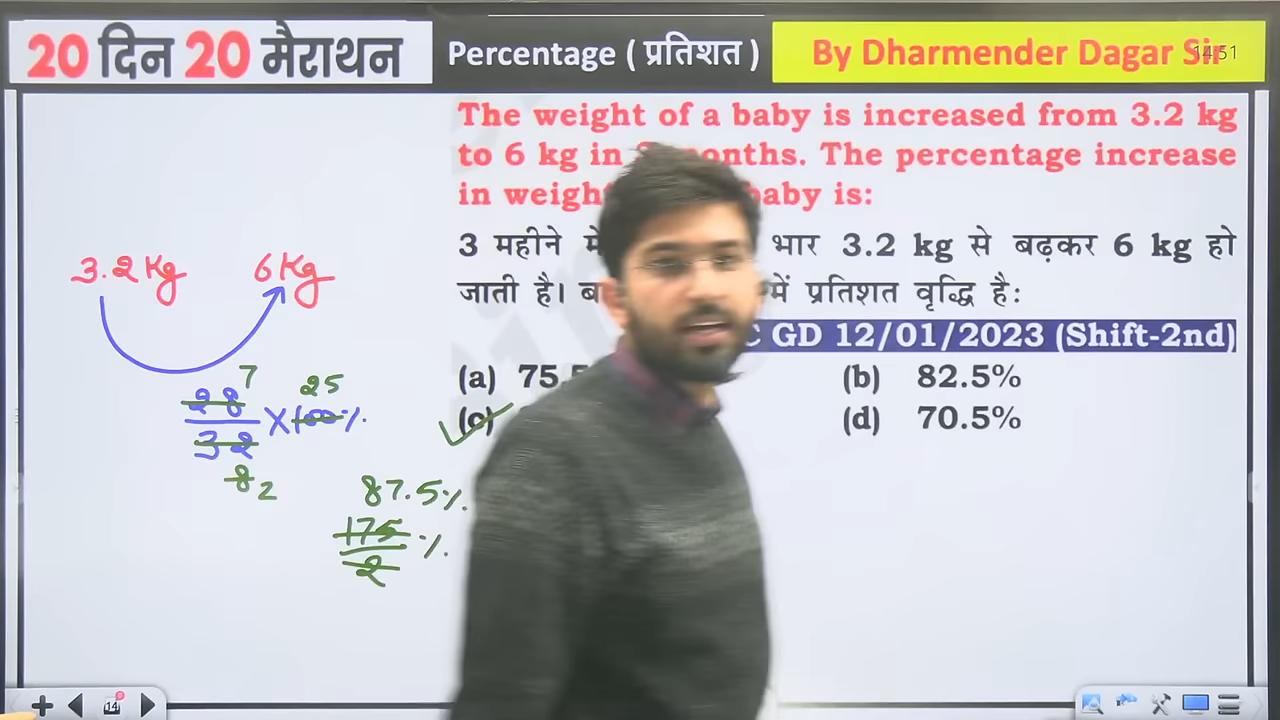 20 दिन 20 मैराथन
Percentage ( प्रतिशत )
By Dharmender Dagar Sir
14:51
The weight of a baby is increased from 3.2 kg
to 6 kg in months. The percentage increase
in weight baby is:
3 महीने में भार 3.2 kg से बढ़कर 6 kg हो
जाती है। में प्रतिशत वृद्धि है:
GD 12/01/2023 (Shift-2nd)
(a) 75.5
(b) 82.5%
(c)
(d) 70.5%
3.2 Kg 6 Kg
7 25
28
× 100 %
32
8 2
87.5 %
175
%
2
14